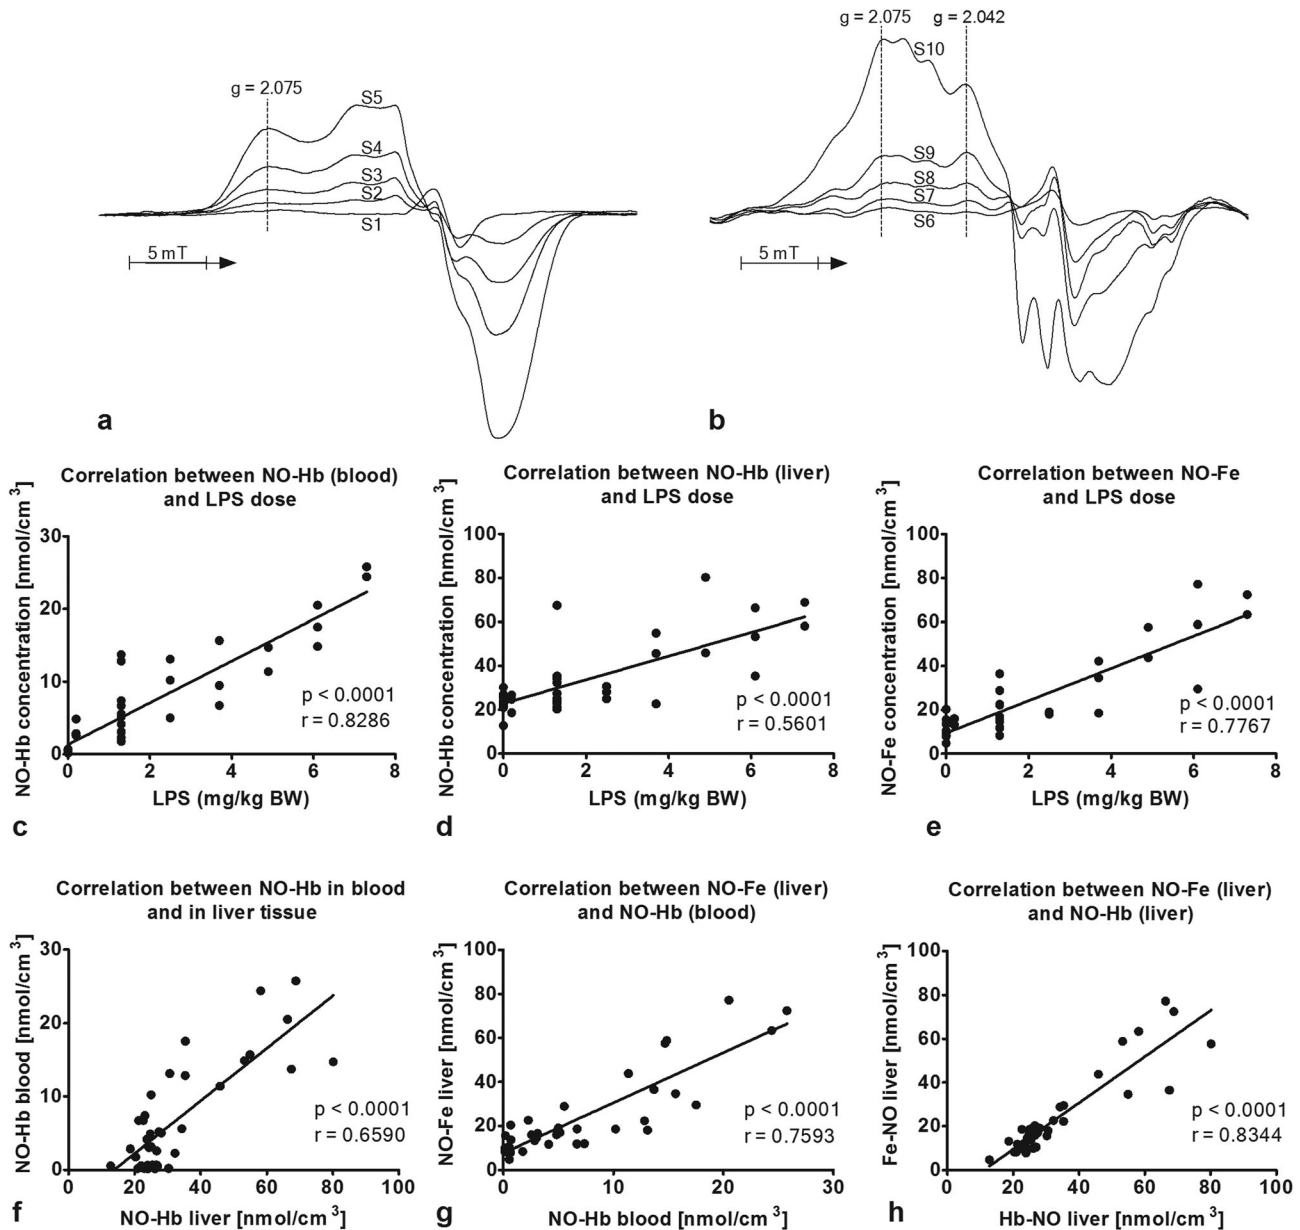 g = 2.075
S5
S4
S3
S2
S1
5 mT
a
g = 2.075 g = 2.042
S10
S9
S8
S7
S6
5 mT
b
Correlation between NO-Hb (blood)
and LPS dose
NO-Hb concentration [nmol/cm³]
30
20
10
0
p < 0.0001
r = 0.8286
0 2 4 6 8
LPS (mg/kg BW)
c
Correlation between NO-Hb (liver)
and LPS dose
NO-Hb concentration [nmol/cm³]
100
80
60
40
20
0
p < 0.0001
r = 0.5601
0 2 4 6 8
LPS (mg/kg BW)
d
Correlation between NO-Fe
and LPS dose
NO-Fe concentration [nmol/cm³]
100
80
60
40
20
0
p < 0.0001
r = 0.7767
0 2 4 6 8
LPS (mg/kg BW)
e
Correlation between NO-Hb in blood
and in liver tissue
NO-Hb blood [nmol/cm³]
30
20
10
0
p < 0.0001
r = 0.6590
0 20 40 60 80 100
NO-Hb liver [nmol/cm³]
f
Correlation between NO-Fe (liver)
and NO-Hb (blood)
NO-Fe liver [nmol/cm³]
100
80
60
40
20
0
p < 0.0001
r = 0.7593
0 10 20 30
NO-Hb blood [nmol/cm³]
g
Correlation between NO-Fe (liver)
and NO-Hb (liver)
Fe-NO liver [nmol/cm³]
100
80
60
40
20
0
p < 0.0001
r = 0.8344
0 20 40 60 80 100
Hb-NO liver [nmol/cm³]
h